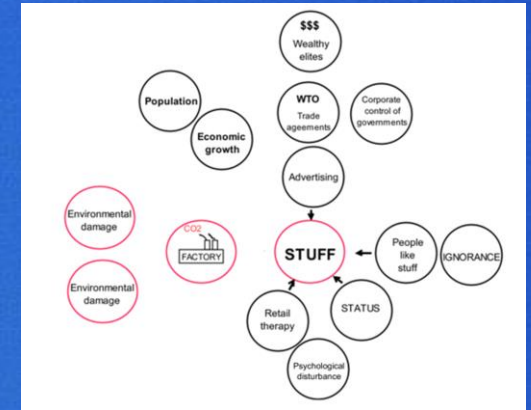 $$$
Wealthy
elites
Population
WTO
Trade
ageements
Corporate
control of
governments
Economic
growth
Advertising
Environmental
damage
CO2
FACTORY
STUFF
People
like
stuff
IGNORANCE
Environmental
damage
Retail
therapy
STATUS
Psychological
disturbance